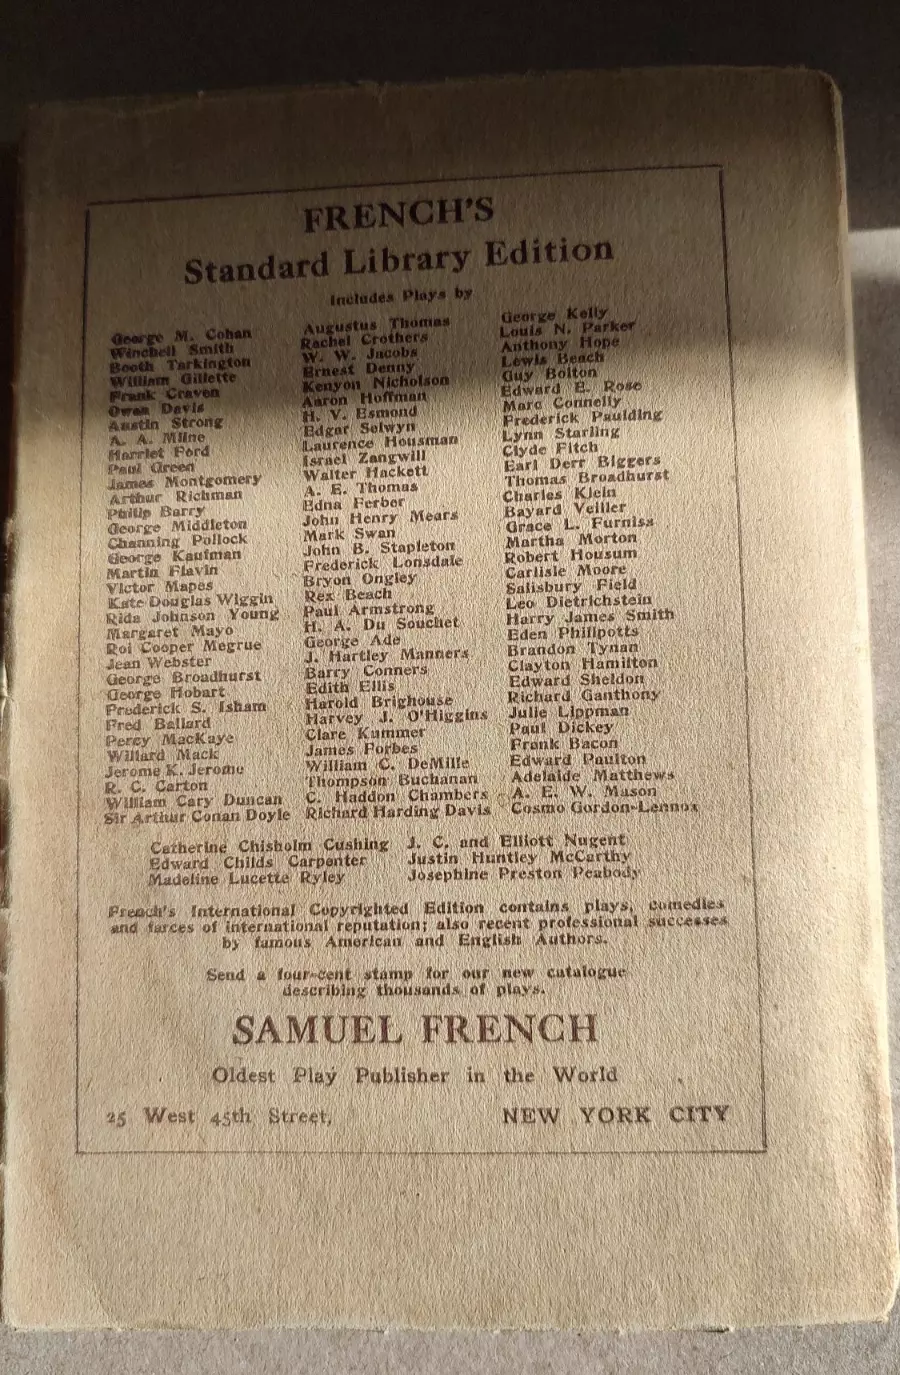 FRENCH'S
Standard Library Edition
Includes Plays by
George M. Cohan
Winchell Smith
Booth Tarkington
William Gillette
Frank Craven
Owen Davis
Austin Strong
A. A. Milne
Harriet Ford
Paul Green
James Montgomery
Arthur Richman
Philip Barry
George Middleton
Channing Pollock
George Kaufman
Martin Flavin
Victor Mapes
Kate Douglas Wiggin
Rida Johnson Young
Margaret Mayo
Roi Cooper Megrue
Jean Webster
George Broadhurst
George Hobart
Frederick S. Isham
Fred Ballard
Percy MacKaye
Willard Mack
Jerome K. Jerome
R. C. Carton
William Cary Duncan
Sir Arthur Conan Doyle
Augustus Thomas
Rachel Crothers
W. W. Jacobs
Ernest Denny
Kenyon Nicholson
Aaron Hoffman
H. V. Esmond
Edgar Selwyn
Laurence Housman
Israel Zangwill
Walter Hackett
A. E. Thomas
Edna Ferber
John Henry Mears
Mark Swan
John B. Stapleton
Frederick Lonsdale
Bryon Ongley
Rex Beach
Paul Armstrong
H. A. Du Souchet
George Ade
J. Hartley Manners
Barry Conners
Edith Ellis
Harold Brighouse
Harvey J. O'Higgins
Clare Kummer
James Forbes
William C. DeMille
Thompson Buchanan
C. Haddon Chambers
Richard Harding Davis
George Kelly
Louis N. Parker
Anthony Hope
Lewis Beach
Guy Bolton
Edward E. Rose
Marc Connelly
Frederick Paulding
Lynn Starling
Clyde Fitch
Earl Derr Biggers
Thomas Broadhurst
Charles Klein
Bayard Veiller
Grace L. Furniss
Martha Morton
Robert Housum
Carlisle Moore
Salisbury Field
Leo Dietrichstein
Harry James Smith
Eden Phillpotts
Brandon Tynan
Clayton Hamilton
Edward Sheldon
Richard Ganthony
Julie Lippman
Paul Dickey
Frank Bacon
Edward Paulton
Adelaide Matthews
A. E. W. Mason
Cosmo Gordon-Lennox
Catherine Chisholm Cushing
Edward Childs Carpenter
Madeline Lucette Ryley
J. C. and Elliott Nugent
Justin Huntley McCarthy
Josephine Preston Peabody
French's International Copyrighted Edition contains plays, comedies
and farces of international reputation; also recent professional successes
by famous American and English Authors.
Send a four-cent stamp for our new catalogue
describing thousands of plays.
SAMUEL FRENCH
Oldest Play Publisher in the World
25 West 45th Street, NEW YORK CITY